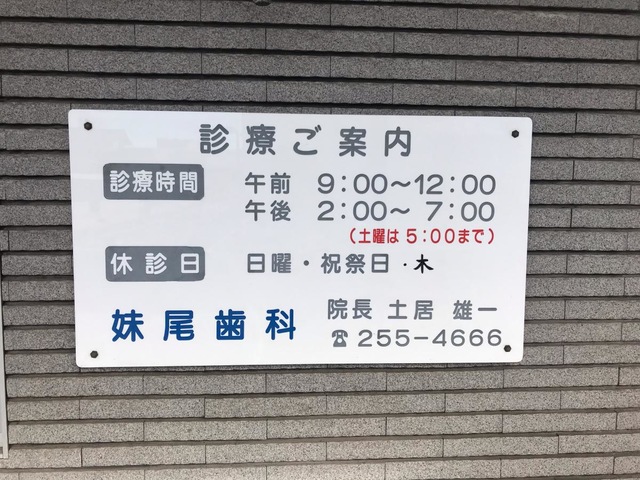 診療ご案内
診療時間 午前 9:00〜12:00
午後 2:00〜 7:00
(土曜は 5:00まで)
休診日 日曜・祝祭日・木
妹尾歯科 院長 土居 雄一
☎255-4666